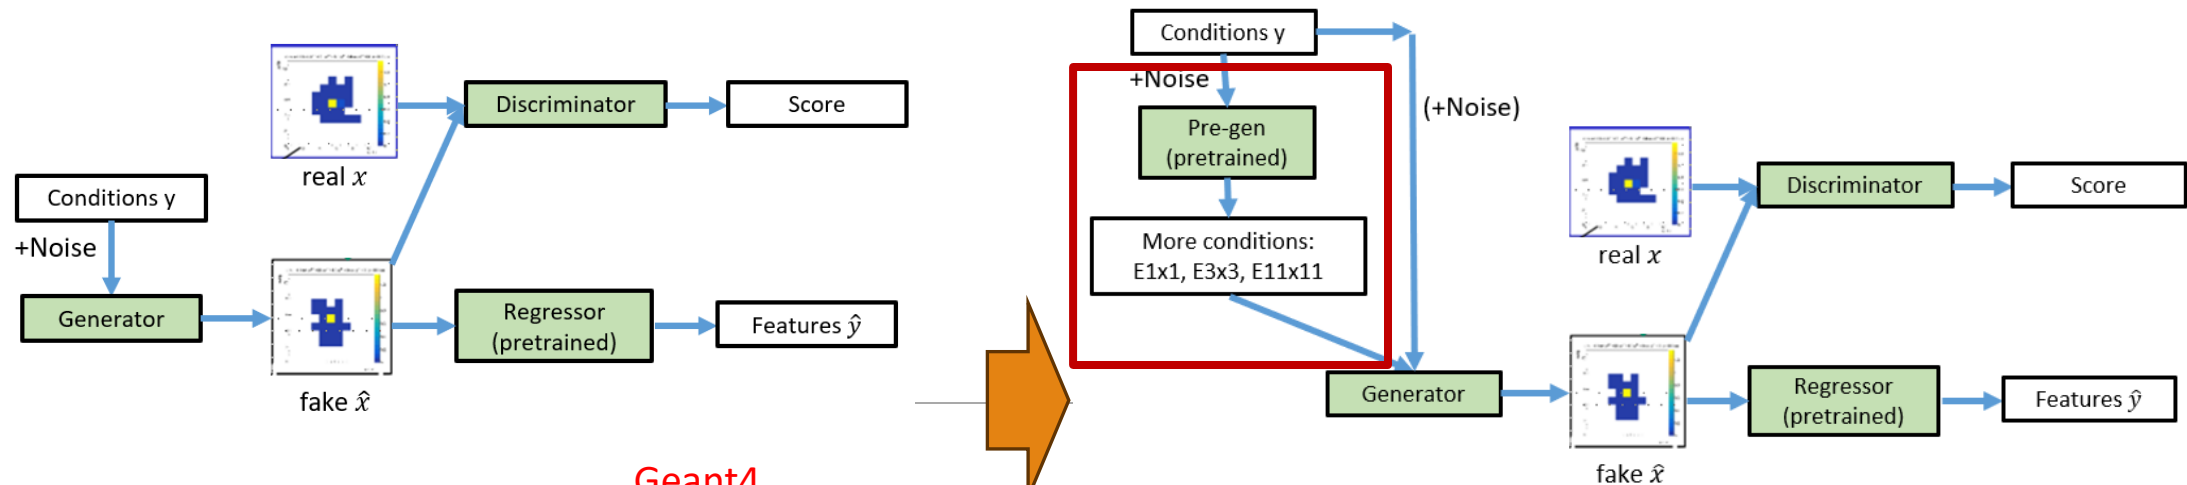 Conditions y
+Noise
Generator
real x
fake x̂
Discriminator
Score
Regressor
(pretrained)
Features ŷ
Geant4
Conditions y
+Noise
(+Noise)
Pre-gen
(pretrained)
More conditions:
E1x1, E3x3, E11x11
Generator
real x
fake x̂
Discriminator
Score
Regressor
(pretrained)
Features ŷ